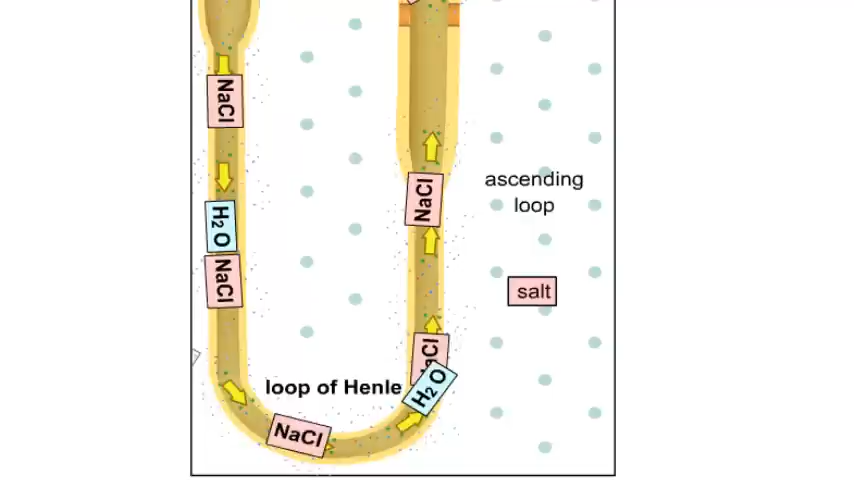 NaCl
H2O
NaCl
NaCl
loop of Henle
H2O
NaCl
ascending
loop
salt